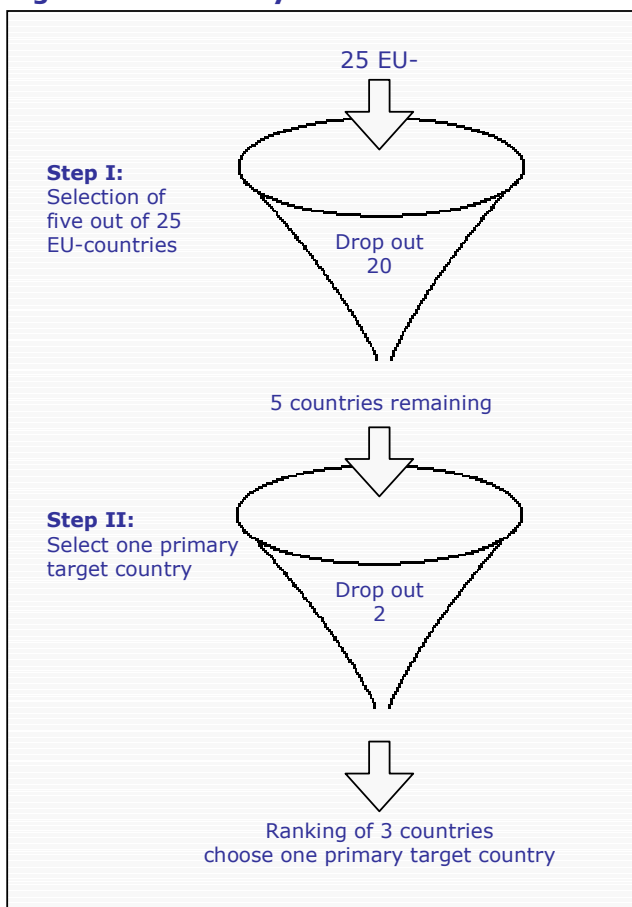 25 EU-
Step I:
Selection of
five out of 25
EU-countries
Drop out
20
5 countries remaining
Step II:
Select one primary
target country
Drop out
2
Ranking of 3 countries
choose one primary target country